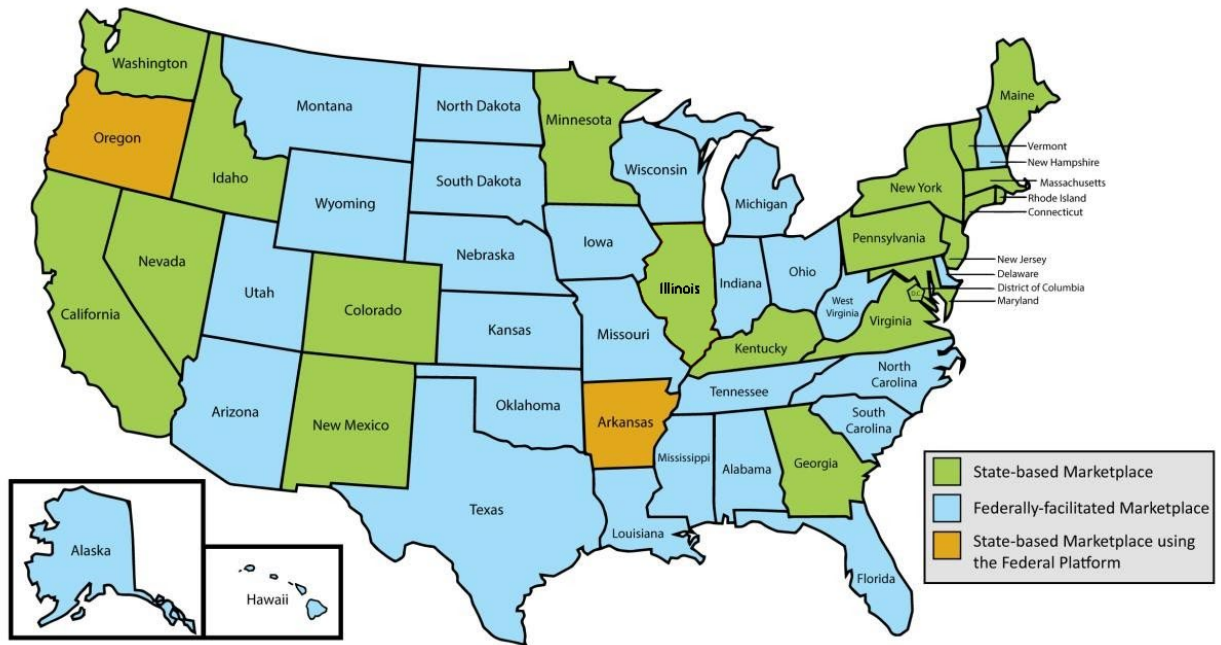 Washington
Montana
North Dakota
Minnesota
Maine
Oregon
Idaho
Wyoming
South Dakota
Wisconsin
Michigan
New York
Vermont
New Hampshire
Massachusetts
Rhode Island
Connecticut
Nevada
Utah
Colorado
Nebraska
Iowa
Illinois
Indiana
Ohio
Pennsylvania
New Jersey
Delaware
District of Columbia
Maryland
D.C.
California
Kansas
Missouri
Kentucky
West
Virginia
Virginia
Arizona
New Mexico
Oklahoma
Arkansas
Tennessee
North
Carolina
South
Carolina
Texas
Louisiana
Mississippi
Alabama
Georgia
Florida
Alaska
Hawaii
State-based Marketplace
Federally-facilitated Marketplace
State-based Marketplace using
the Federal Platform